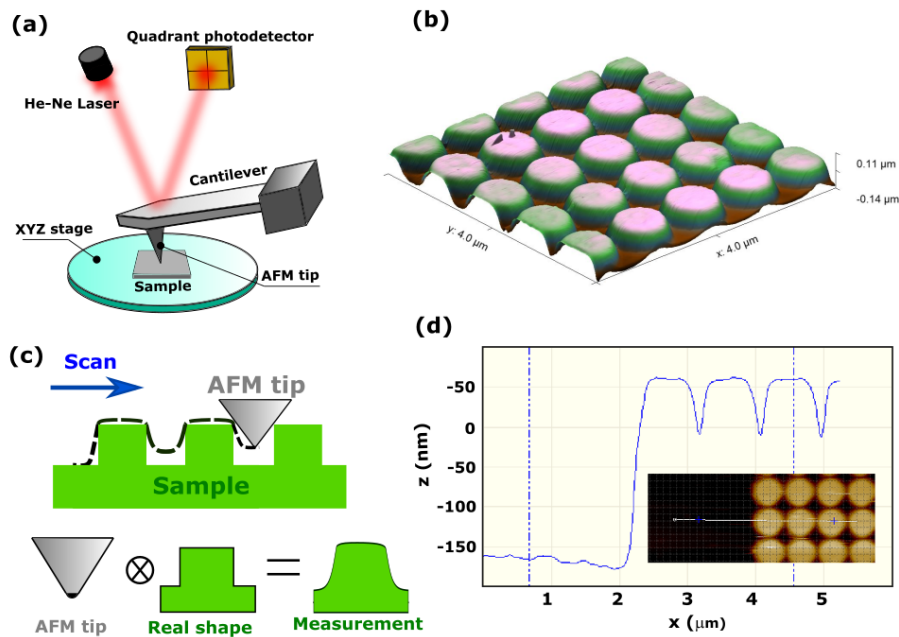 (a)
Quadrant photodetector
He-Ne Laser
Cantilever
XYZ stage
AFM tip
Sample
(b)
0.11 µm
-0.14 µm
y: 4.0 µm
x: 4.0 µm
(c)
Scan
AFM tip
Sample
AFM tip
Real shape
Measurement
(d)
z (nm)
-50
0
-50
-100
-150
1 2 3 4 5
x (µm)